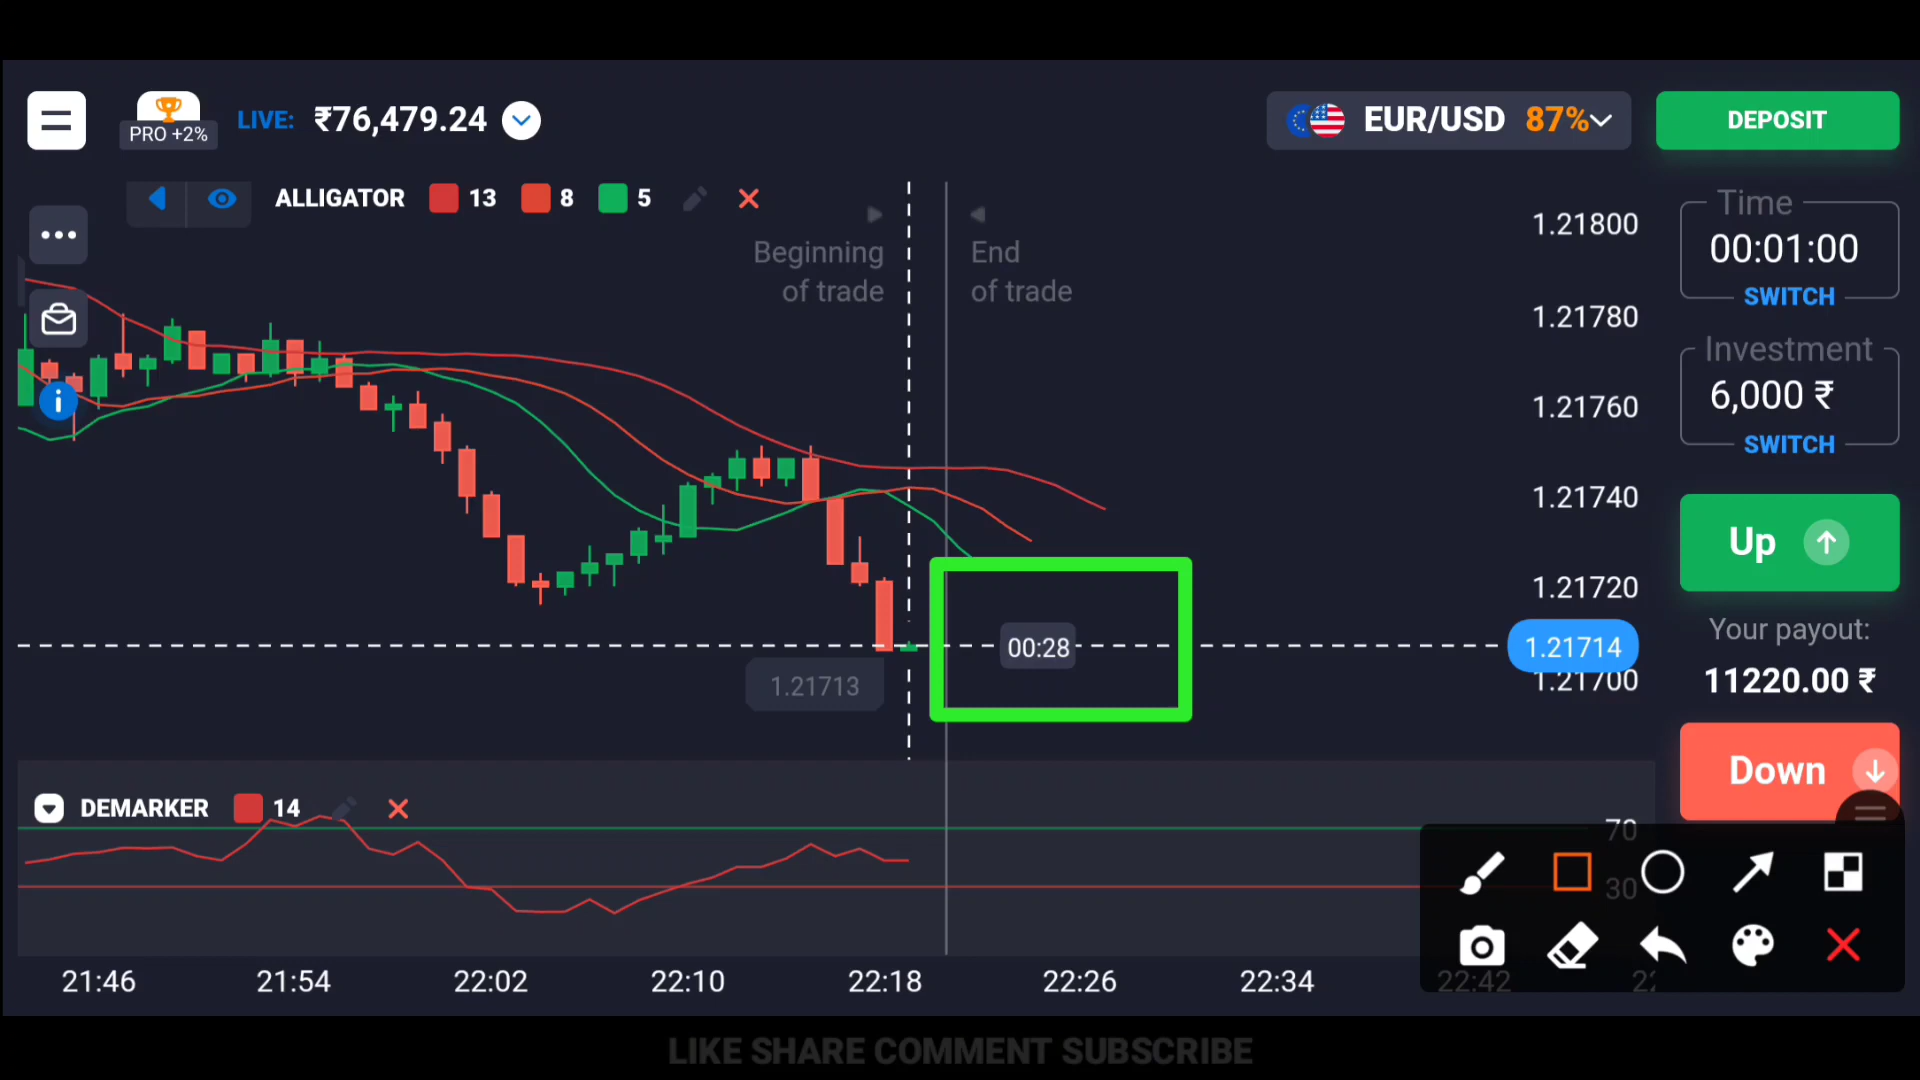 PRO +2%
LIVE: ₹76,479.24
EUR/USD 87%
DEPOSIT
ALLIGATOR 13 8 5
Beginning
of trade
End
of trade
1.21800
1.21780
1.21760
1.21740
1.21720
1.21714
1.21700
00:28
1.21713
Time
00:01:00
SWITCH
Investment
6,000 ₹
SWITCH
Up
Your payout:
11220.00 ₹
Down
DEMARKER 14
70
30
21:46 21:54 22:02 22:10 22:18 22:26 22:34 22:42
LIKE SHARE COMMENT SUBSCRIBE